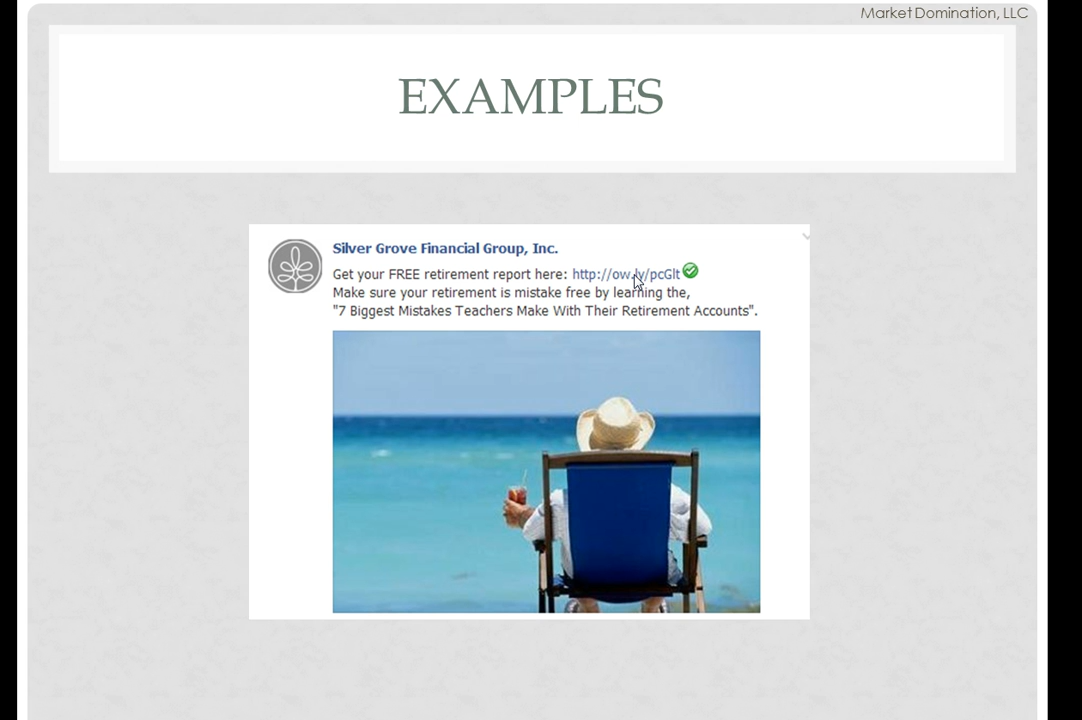 Market Domination, LLC
EXAMPLES
Silver Grove Financial Group, Inc.
Get your FREE retirement report here: http://ow.ly/pcGlt
Make sure your retirement is mistake free by learning the,
"7 Biggest Mistakes Teachers Make With Their Retirement Accounts".